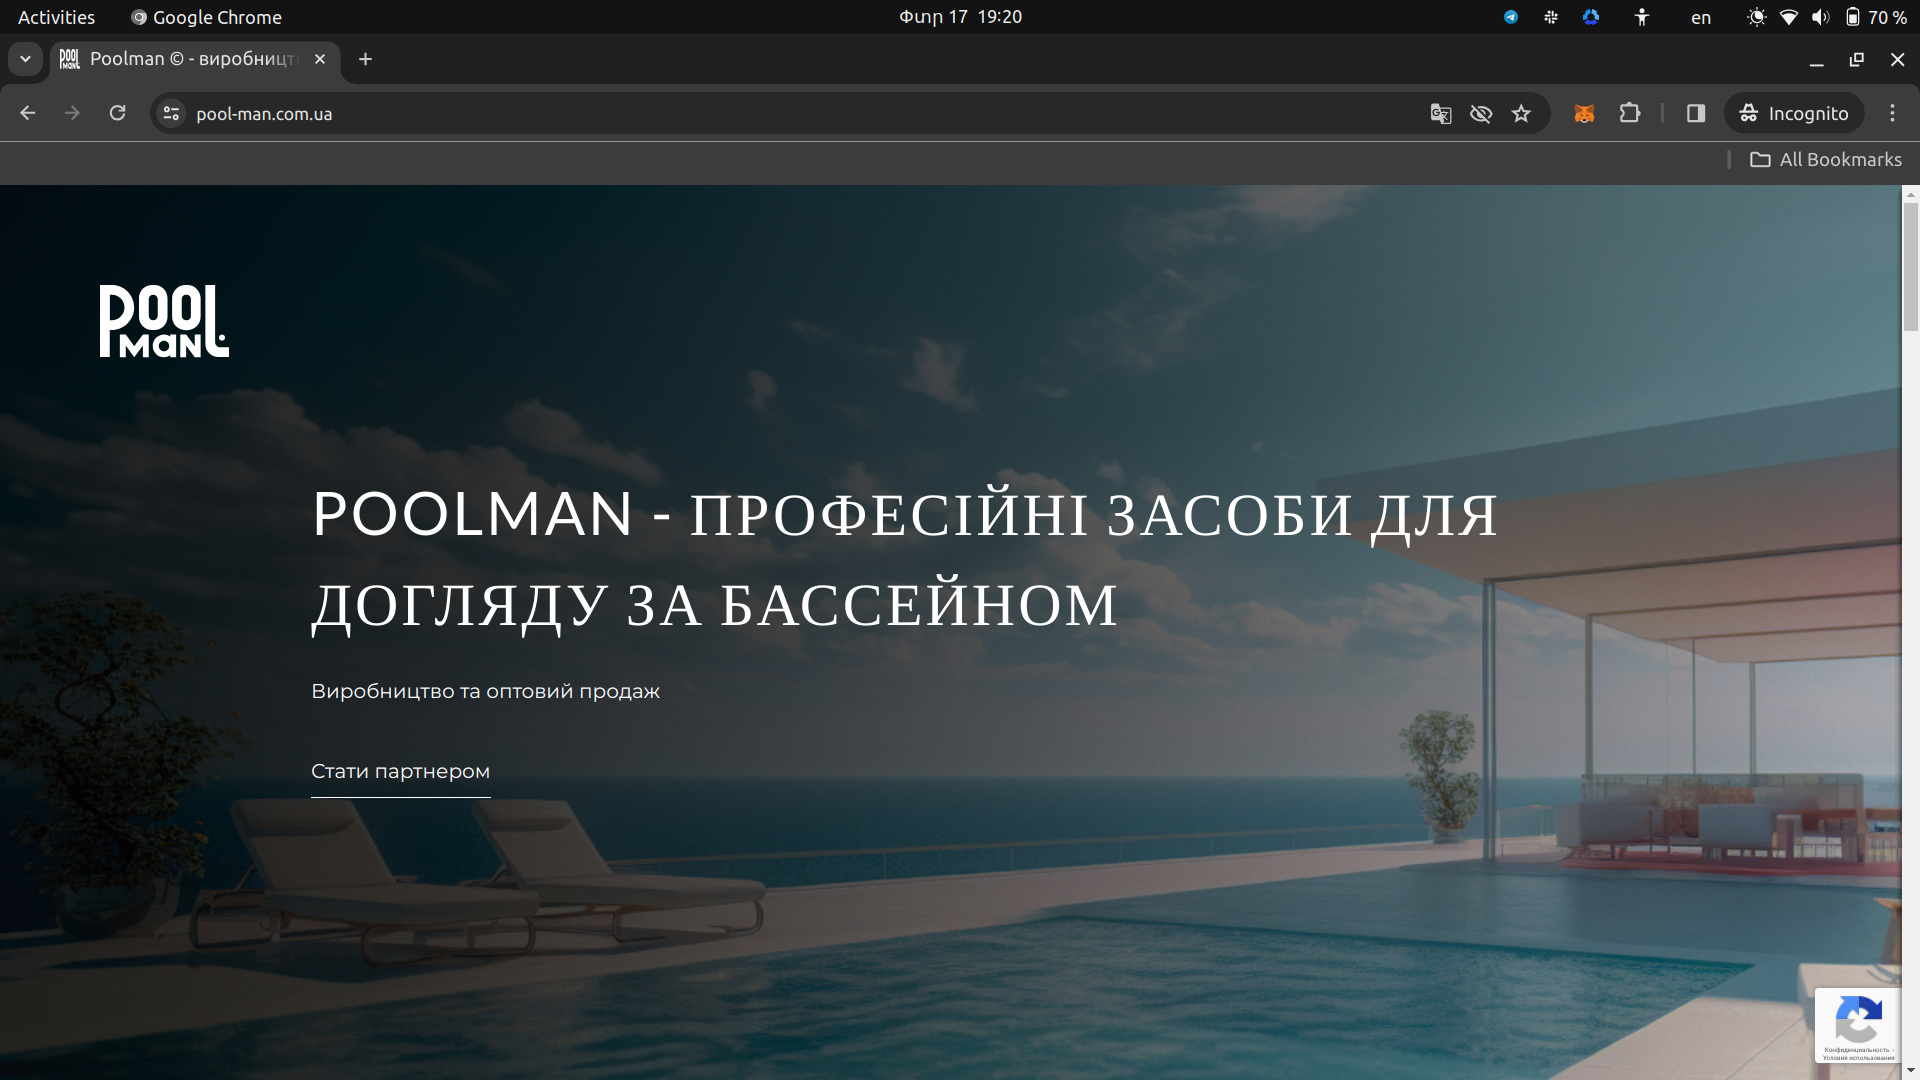 Activities
Google Chrome
Փտր 17 19:20
en
70 %
Poolman © - виробницт
pool-man.com.ua
Incognito
All Bookmarks
POOL
MAN
POOLMAN - ПРОФЕСІЙНІ ЗАСОБИ ДЛЯ
ДОГЛЯДУ ЗА БАССЕЙНОМ
Виробництво та оптовий продаж
Стати партнером
Конфиденциальность -
Условия использования